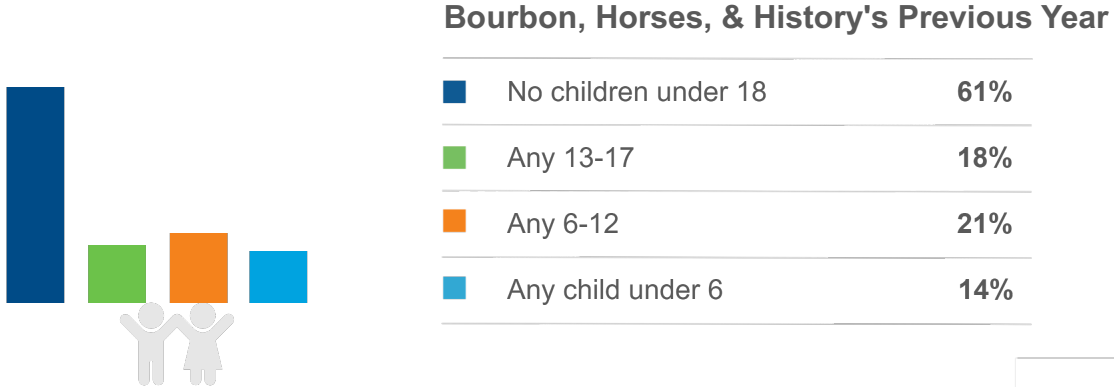 Bourbon, Horses, & History's Previous Year
No children under 18 61%
Any 13-17 18%
Any 6-12 21%
Any child under 6 14%